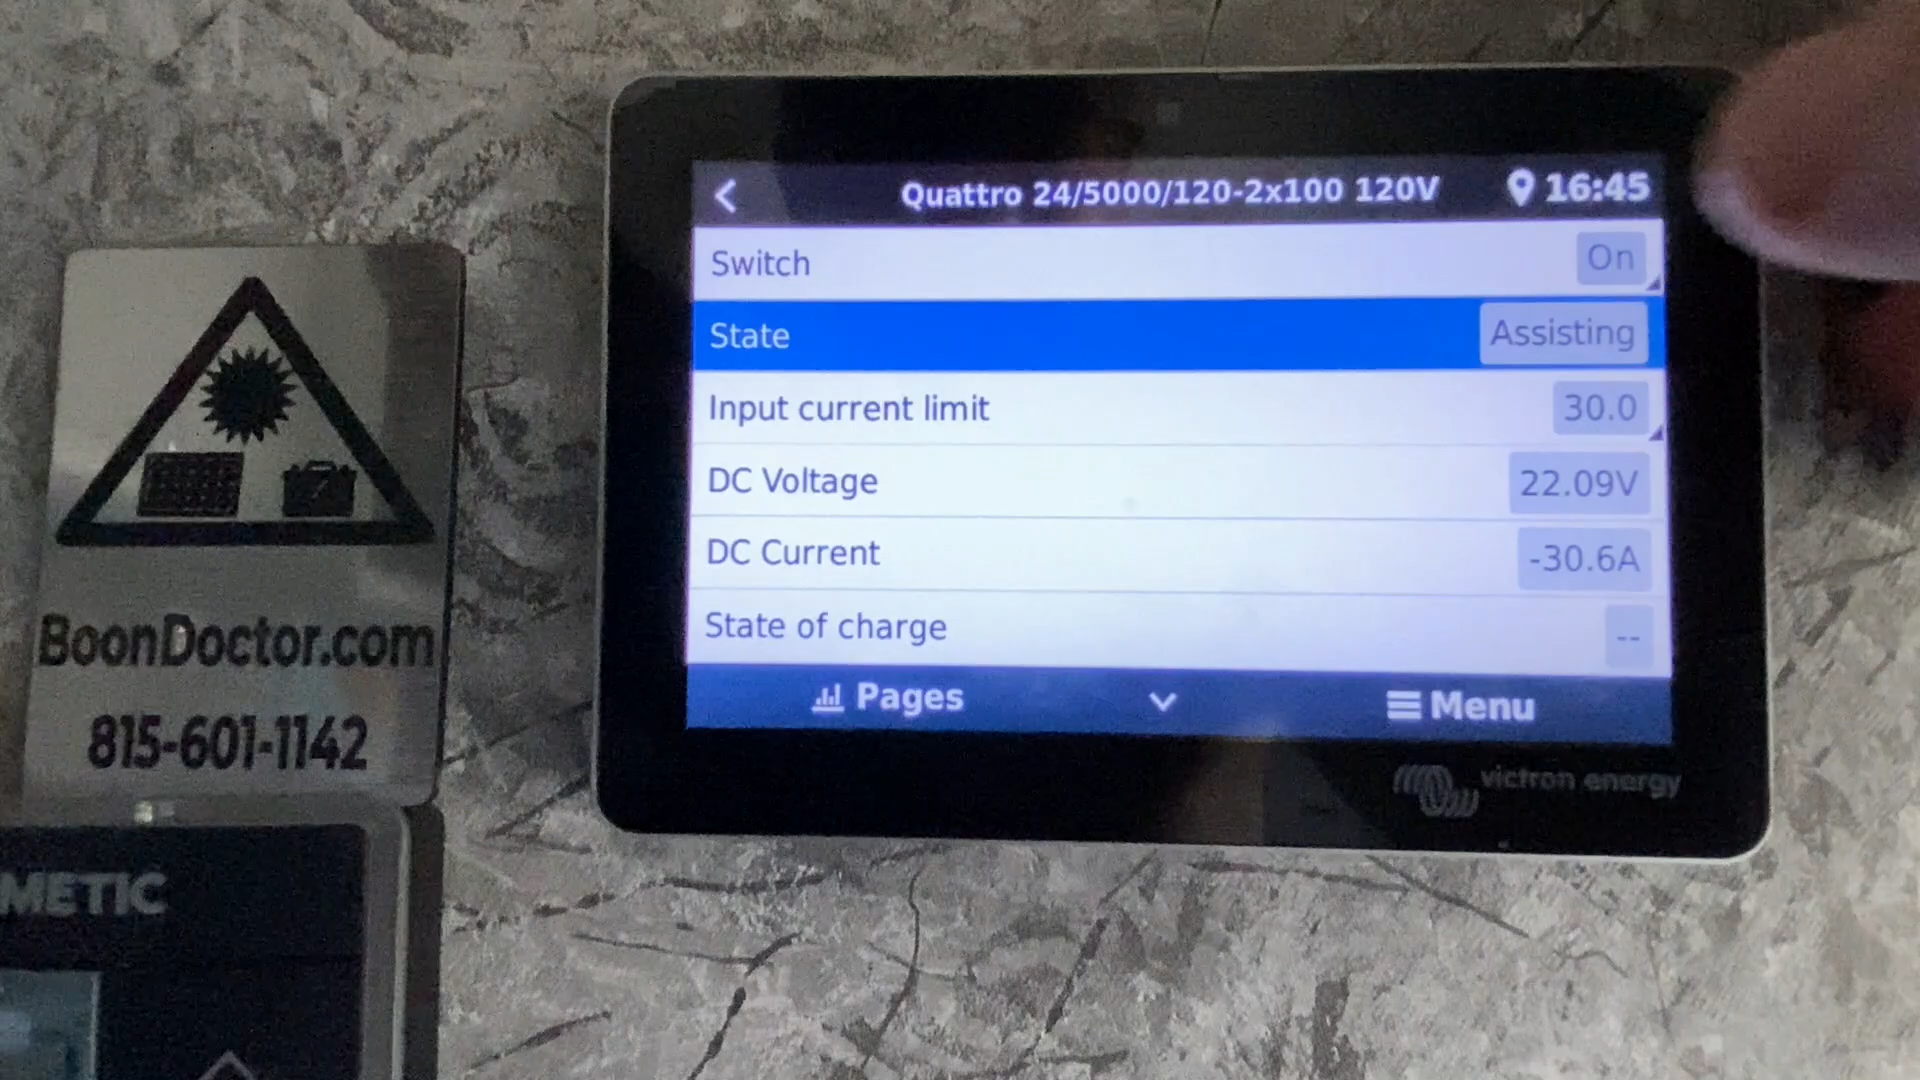 Quattro 24/5000/120-2x100 120V 16:45
Switch On
State Assisting
Input current limit 30.0
DC Voltage 22.09V
DC Current -30.6A
State of charge --
Pages Menu
victron energy
BoonDoctor.com
815-601-1142
METIC